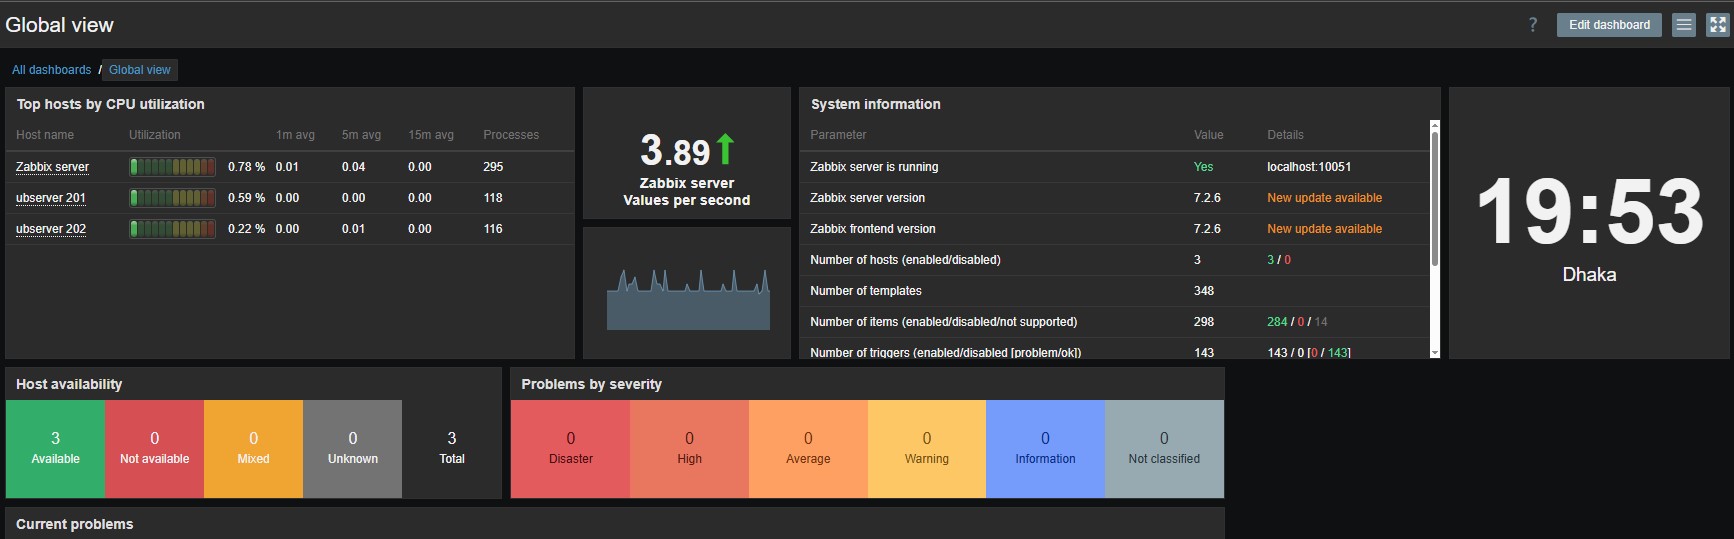 Global view
? Edit dashboard
All dashboards / Global view
Top hosts by CPU utilization
Host name Utilization 1m avg 5m avg 15m avg Processes
Zabbix server 0.78 % 0.01 0.04 0.00 295
ubserver 201 0.59 % 0.00 0.00 0.00 118
ubserver 202 0.22 % 0.00 0.01 0.00 116
3.89
Zabbix server
Values per second
System information
Parameter Value Details
Zabbix server is running Yes localhost:10051
Zabbix server version 7.2.6 New update available
Zabbix frontend version 7.2.6 New update available
Number of hosts (enabled/disabled) 3 3 / 0
Number of templates 348
Number of items (enabled/disabled/not supported) 298 284 / 0 / 14
Number of triggers (enabled/disabled [problem/ok]) 143 143 / 0 [0 / 143]
19:53
Dhaka
Host availability
3 0 0 0 3
Available Not available Mixed Unknown Total
Problems by severity
0 0 0 0 0 0
Disaster High Average Warning Information Not classified
Current problems